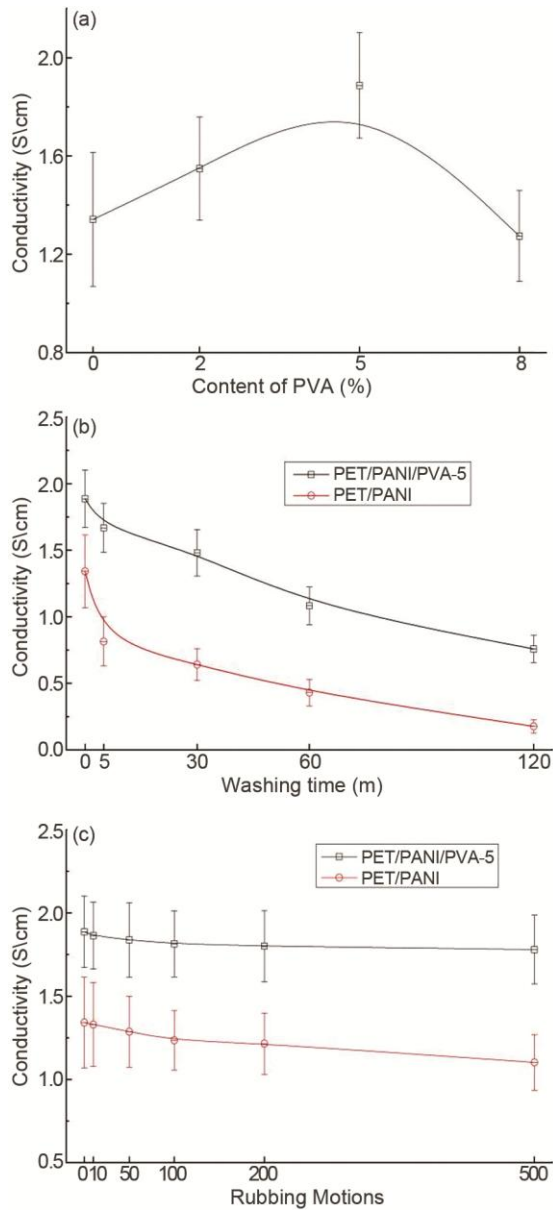 (a)
2.0
1.6
1.2
0.8
Conductivity (S\cm)
0 2 5 8
Content of PVA (%)
(b)
2.5
2.0
1.5
1.0
0.5
0.0
Conductivity (S\cm)
PET/PANI/PVA-5
PET/PANI
0 5 30 60 120
Washing time (m)
(c)
2.5
2.0
1.5
1.0
0.5
Conductivity (S\cm)
PET/PANI/PVA-5
PET/PANI
0 10 50 100 200 500
Rubbing Motions